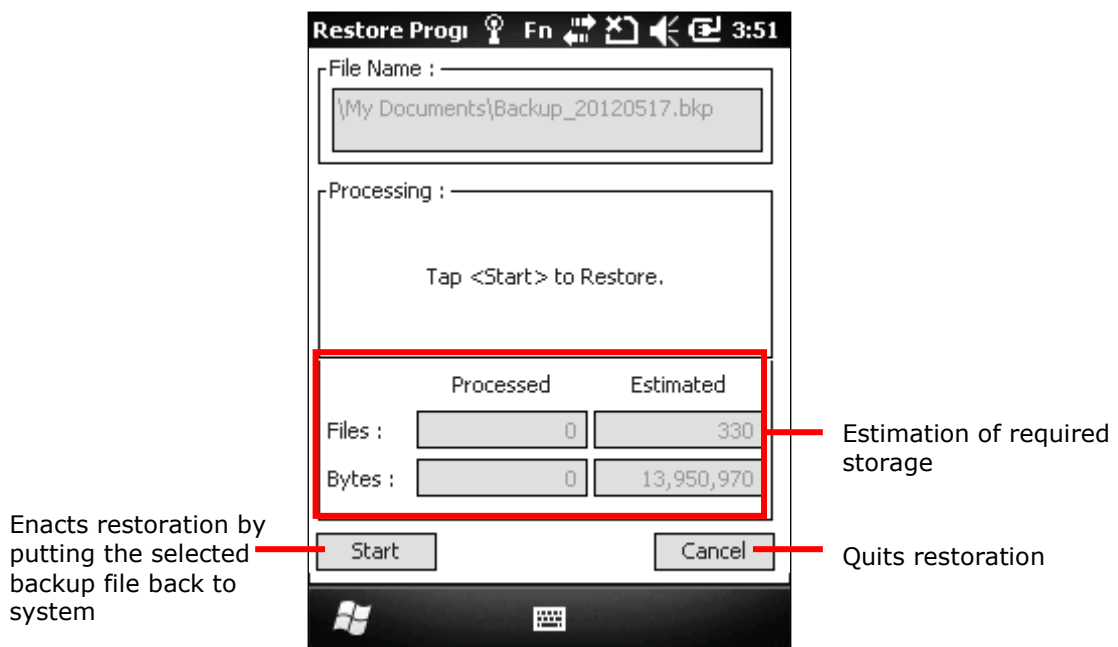 Restore Progr Fn 3:51
File Name :
\My Documents\Backup_20120517.bkp
Processing :
Tap <Start> to Restore.
Processed Estimated
Files : 0 330
Bytes : 0 13,950,970
Estimation of required
storage
Enacts restoration by
putting the selected
backup file back to
system
Start Cancel
Quits restoration